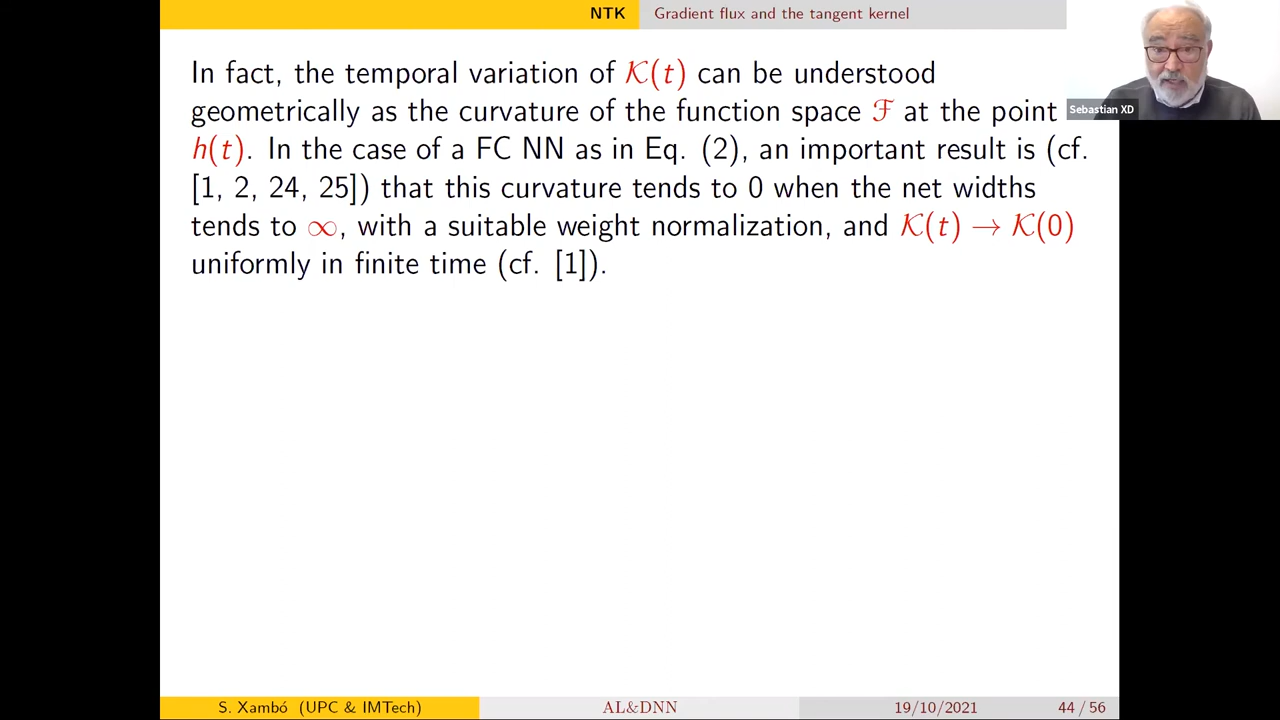 NTK
Gradient flux and the tangent kernel
Sebastian XD
In fact, the temporal variation of 𝒦(t) can be understood
geometrically as the curvature of the function space ℱ at the point
h(t). In the case of a FC NN as in Eq. (2), an important result is (cf.
[1, 2, 24, 25]) that this curvature tends to 0 when the net widths
tends to ∞, with a suitable weight normalization, and 𝒦(t) → 𝒦(0)
uniformly in finite time (cf. [1]).
S. Xambó (UPC & IMTech)
AL&DNN
19/10/2021
44 / 56